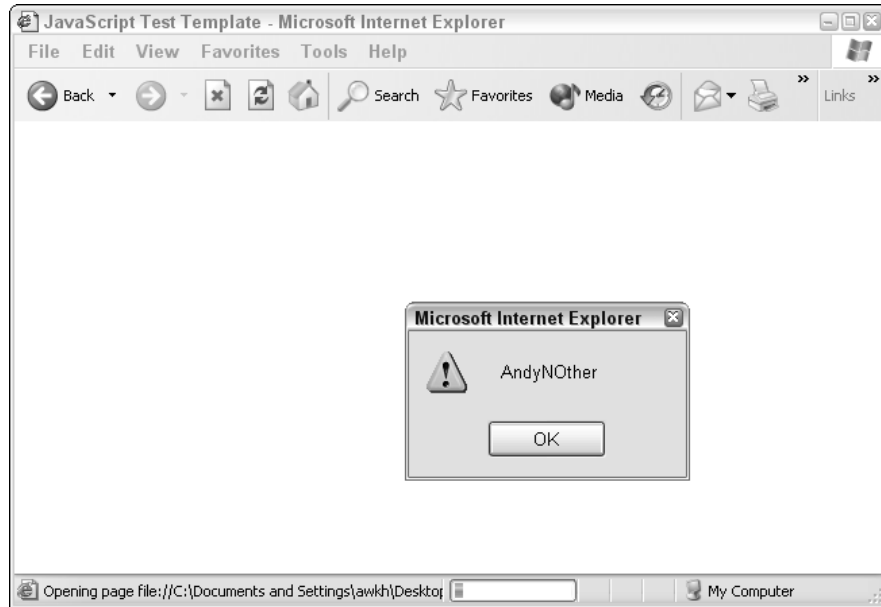 JavaScript Test Template - Microsoft Internet Explorer
File Edit View Favorites Tools Help
Back Search Favorites Media » Links »
Microsoft Internet Explorer
AndyNOther
OK
Opening page file://C:\Documents and Settings\awkh\Desktop My Computer